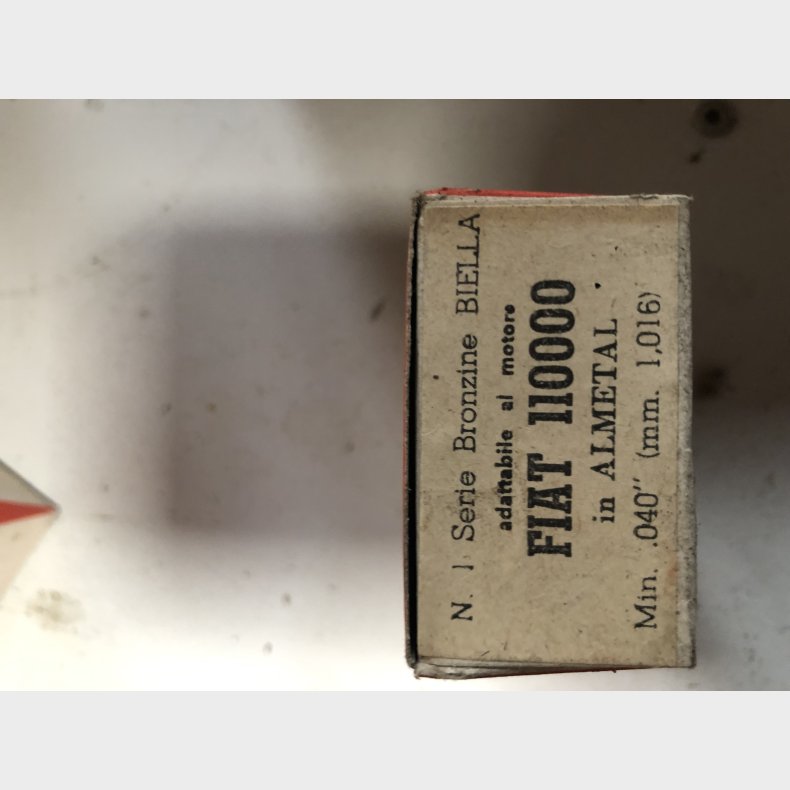 N. 1 Serie Bronzine BIELLA
adattabile al motore
FIAT 110000
in ALMETAL
Min. .040" (mm. 1,016)